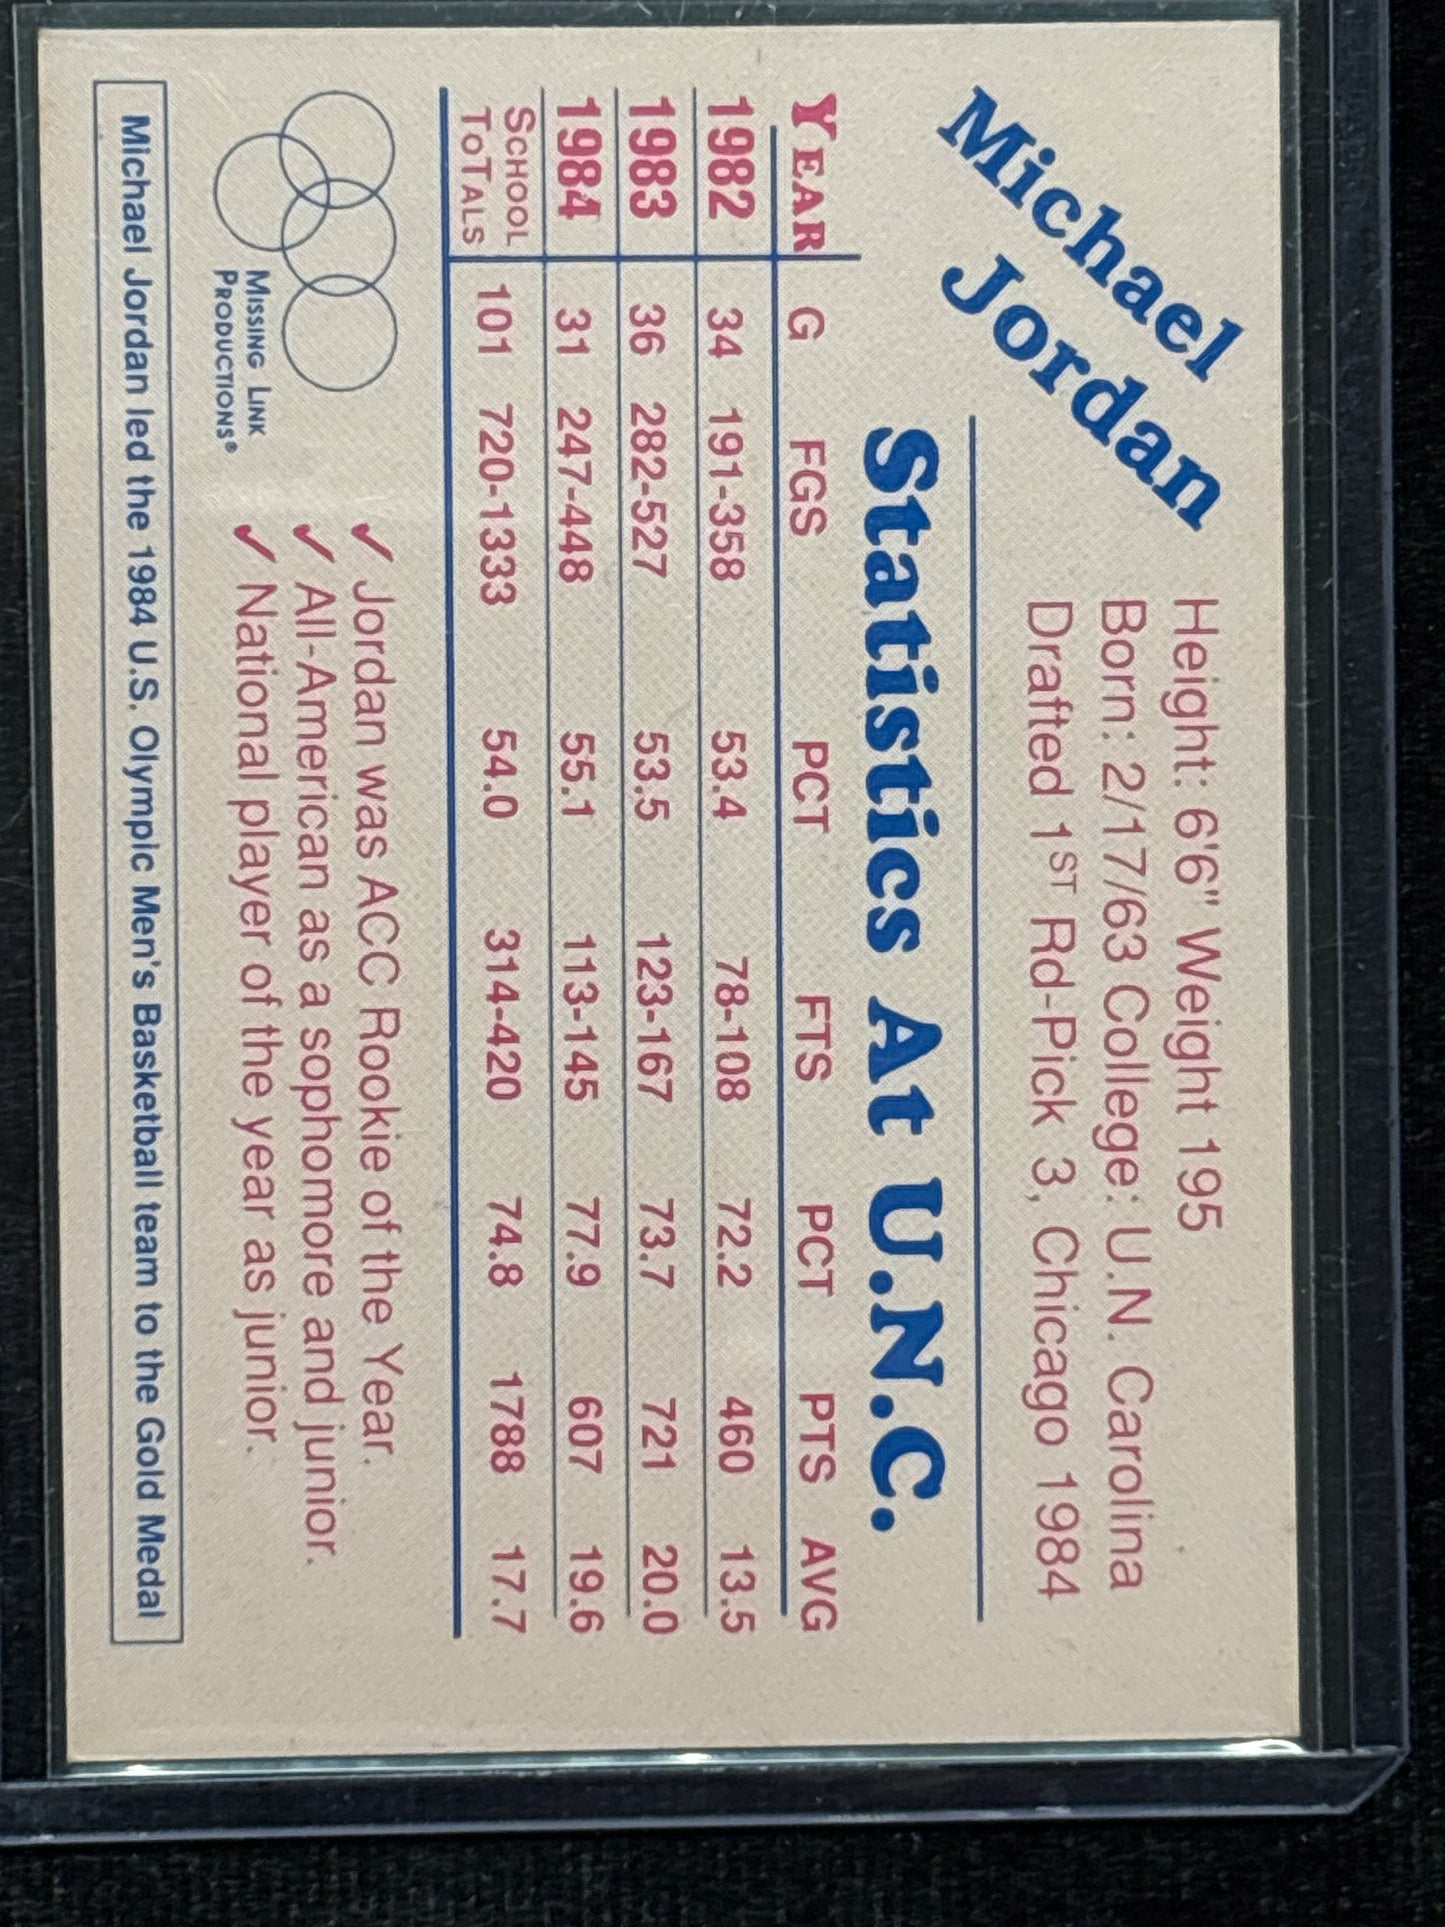 Michael
Jordan
Height: 6'6" Weight 195
Born: 2/17/63 College: U.N. Carolina
Drafted 1ST Rd-Pick 3, Chicago 1984
Statistics At U.N.C.
YEAR G FGS PCT FTS PCT PTS AVG
1982 34 191-358 53.4 78-108 72.2 460 13.5
1983 36 282-527 53.5 123-167 73.7 721 20.0
1984 31 247-448 55.1 113-145 77.9 607 19.6
SCHOOL
TOTALS 101 720-1333 54.0 314-420 74.8 1788 17.7
MISSING LINK
PRODUCTIONS®
✓ Jordan was ACC Rookie of the Year.
✓ All-American as a sophomore and junior.
✓ National player of the year as junior.
Michael Jordan led the 1984 U.S. Olympic Men's Basketball team to the Gold Medal